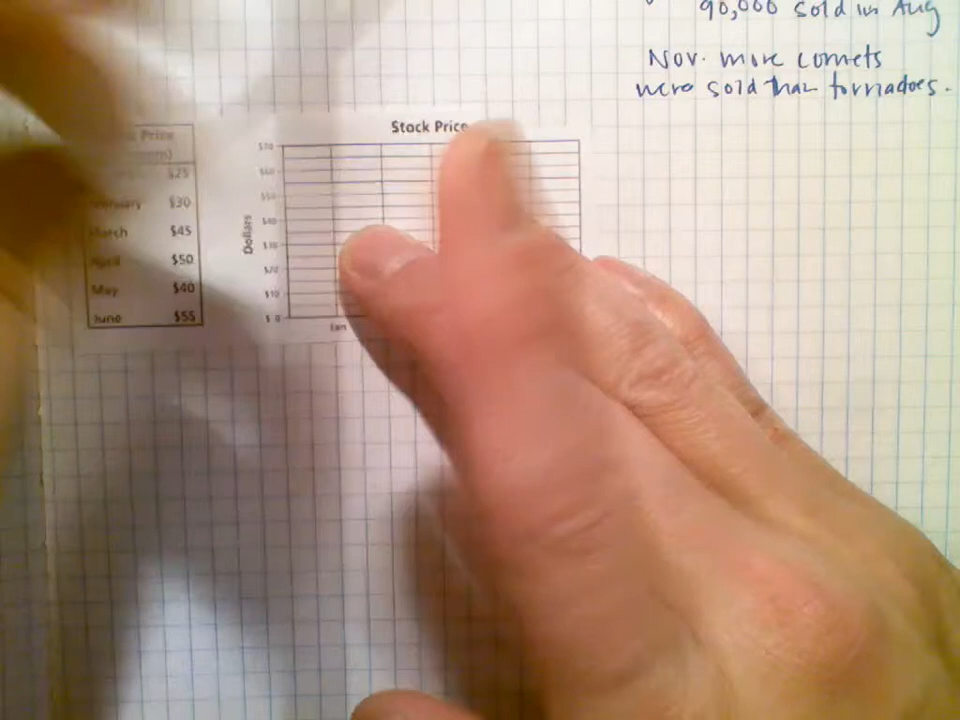 90,000 sold in Aug
Nov. more comets
were sold than tornadoes.
Price
$25
$30
March $45
April $50
May $40
June $55
Stock Price
Dollars
$70
$60
$50
$40
$30
$20
$10
$ 0
Jan